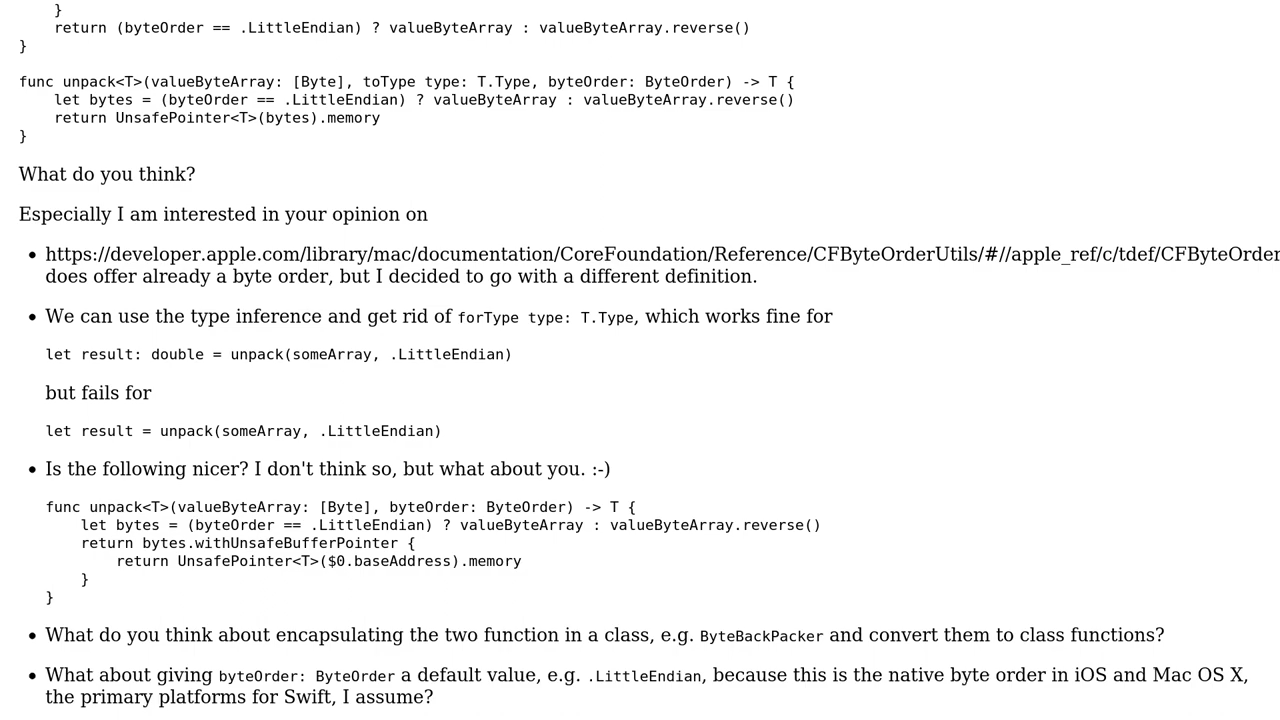 }
    return (byteOrder == .LittleEndian) ? valueByteArray : valueByteArray.reverse()
}
func unpack<T>(valueByteArray: [Byte], toType type: T.Type, byteOrder: ByteOrder) -> T {
    let bytes = (byteOrder == .LittleEndian) ? valueByteArray : valueByteArray.reverse()
    return UnsafePointer<T>(bytes).memory
}
What do you think?
Especially I am interested in your opinion on
• https://developer.apple.com/library/mac/documentation/CoreFoundation/Reference/CFByteOrderUtils/#//apple_ref/c/tdef/CFByteOrder
does offer already a byte order, but I decided to go with a different definition.
• We can use the type inference and get rid of forType type: T.Type, which works fine for
let result: double = unpack(someArray, .LittleEndian)
but fails for
let result = unpack(someArray, .LittleEndian)
• Is the following nicer? I don't think so, but what about you. :-)
func unpack<T>(valueByteArray: [Byte], byteOrder: ByteOrder) -> T {
    let bytes = (byteOrder == .LittleEndian) ? valueByteArray : valueByteArray.reverse()
    return bytes.withUnsafeBufferPointer {
        return UnsafePointer<T>($0.baseAddress).memory
    }
}
• What do you think about encapsulating the two function in a class, e.g. ByteBackPacker and convert them to class functions?
• What about giving byteOrder: ByteOrder a default value, e.g. .LittleEndian, because this is the native byte order in iOS and Mac OS X,
the primary platforms for Swift, I assume?